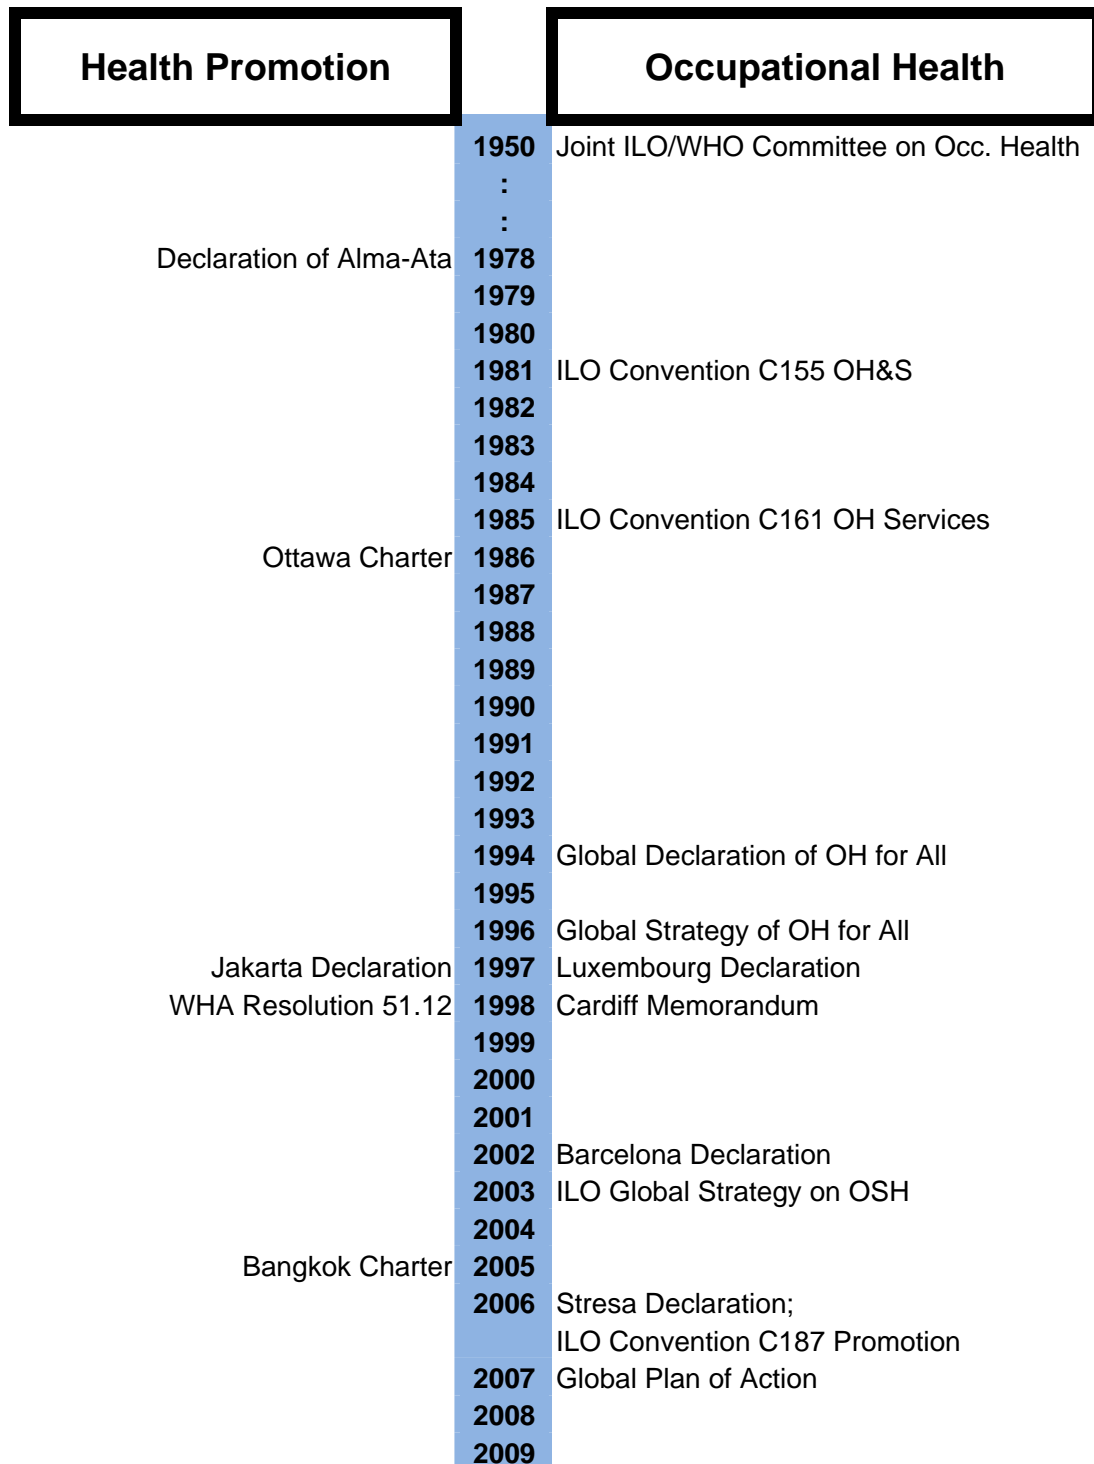 Health Promotion Occupational Health
1950 Joint ILO/WHO Committee on Occ. Health
:
:
Declaration of Alma-Ata 1978
1979
1980
1981 ILO Convention C155 OH&S
1982
1983
1984
1985 ILO Convention C161 OH Services
Ottawa Charter 1986
1987
1988
1989
1990
1991
1992
1993
1994 Global Declaration of OH for All
1995
1996 Global Strategy of OH for All
Jakarta Declaration 1997 Luxembourg Declaration
WHA Resolution 51.12 1998 Cardiff Memorandum
1999
2000
2001
2002 Barcelona Declaration
2003 ILO Global Strategy on OSH
2004
Bangkok Charter 2005
2006 Stresa Declaration;
ILO Convention C187 Promotion
2007 Global Plan of Action
2008
2009